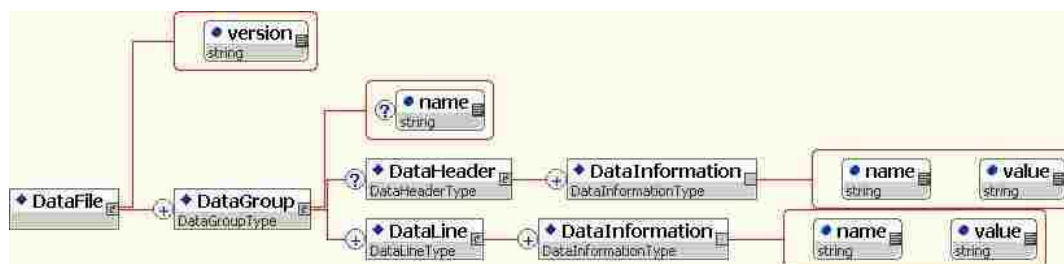 version
string
? name
string
? DataHeader + DataInformation name value
DataHeaderType DataInformationType string string
DataFile + DataGroup
DataGroupType
+ DataLine + DataInformation name value
DataLineType DataInformationType string string